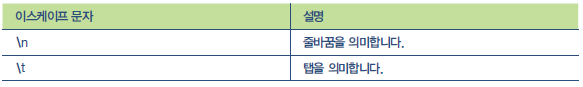 이스케이프 문자 설명
\n 줄바꿈을 의미합니다.
\t 탭을 의미합니다.